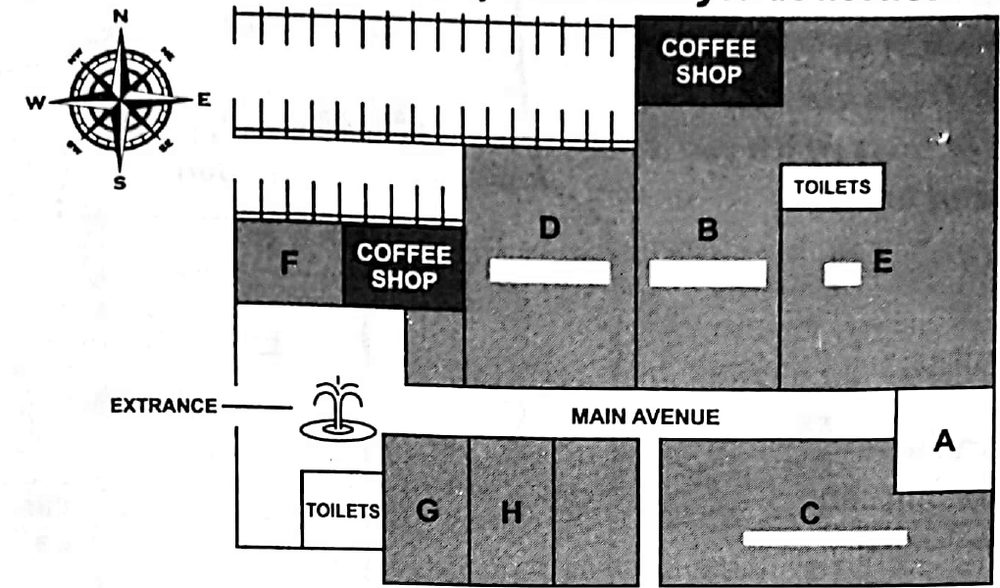 N
W
E
S
COFFEE
SHOP
TOILETS
D
B
E
F
COFFEE
SHOP
EXTRANCE
MAIN AVENUE
A
TOILETS
G
H
C